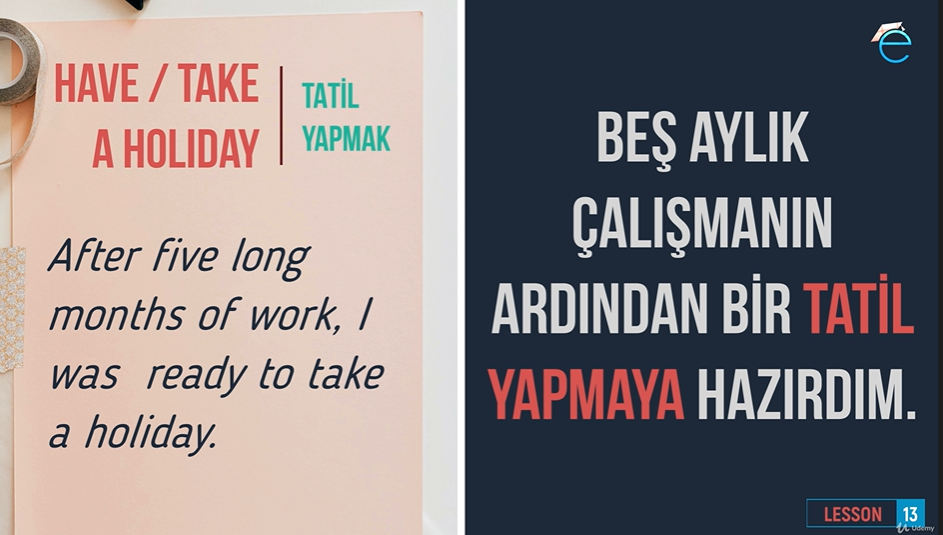 HAVE / TAKE
A HOLIDAY
TATİL
YAPMAK
After five long
months of work, I
was ready to take
a holiday.
e
BEŞ AYLIK
ÇALIŞMANIN
ARDINDAN BİR TATİL
YAPMAYA HAZIRDIM.
LESSON 13
Udemy